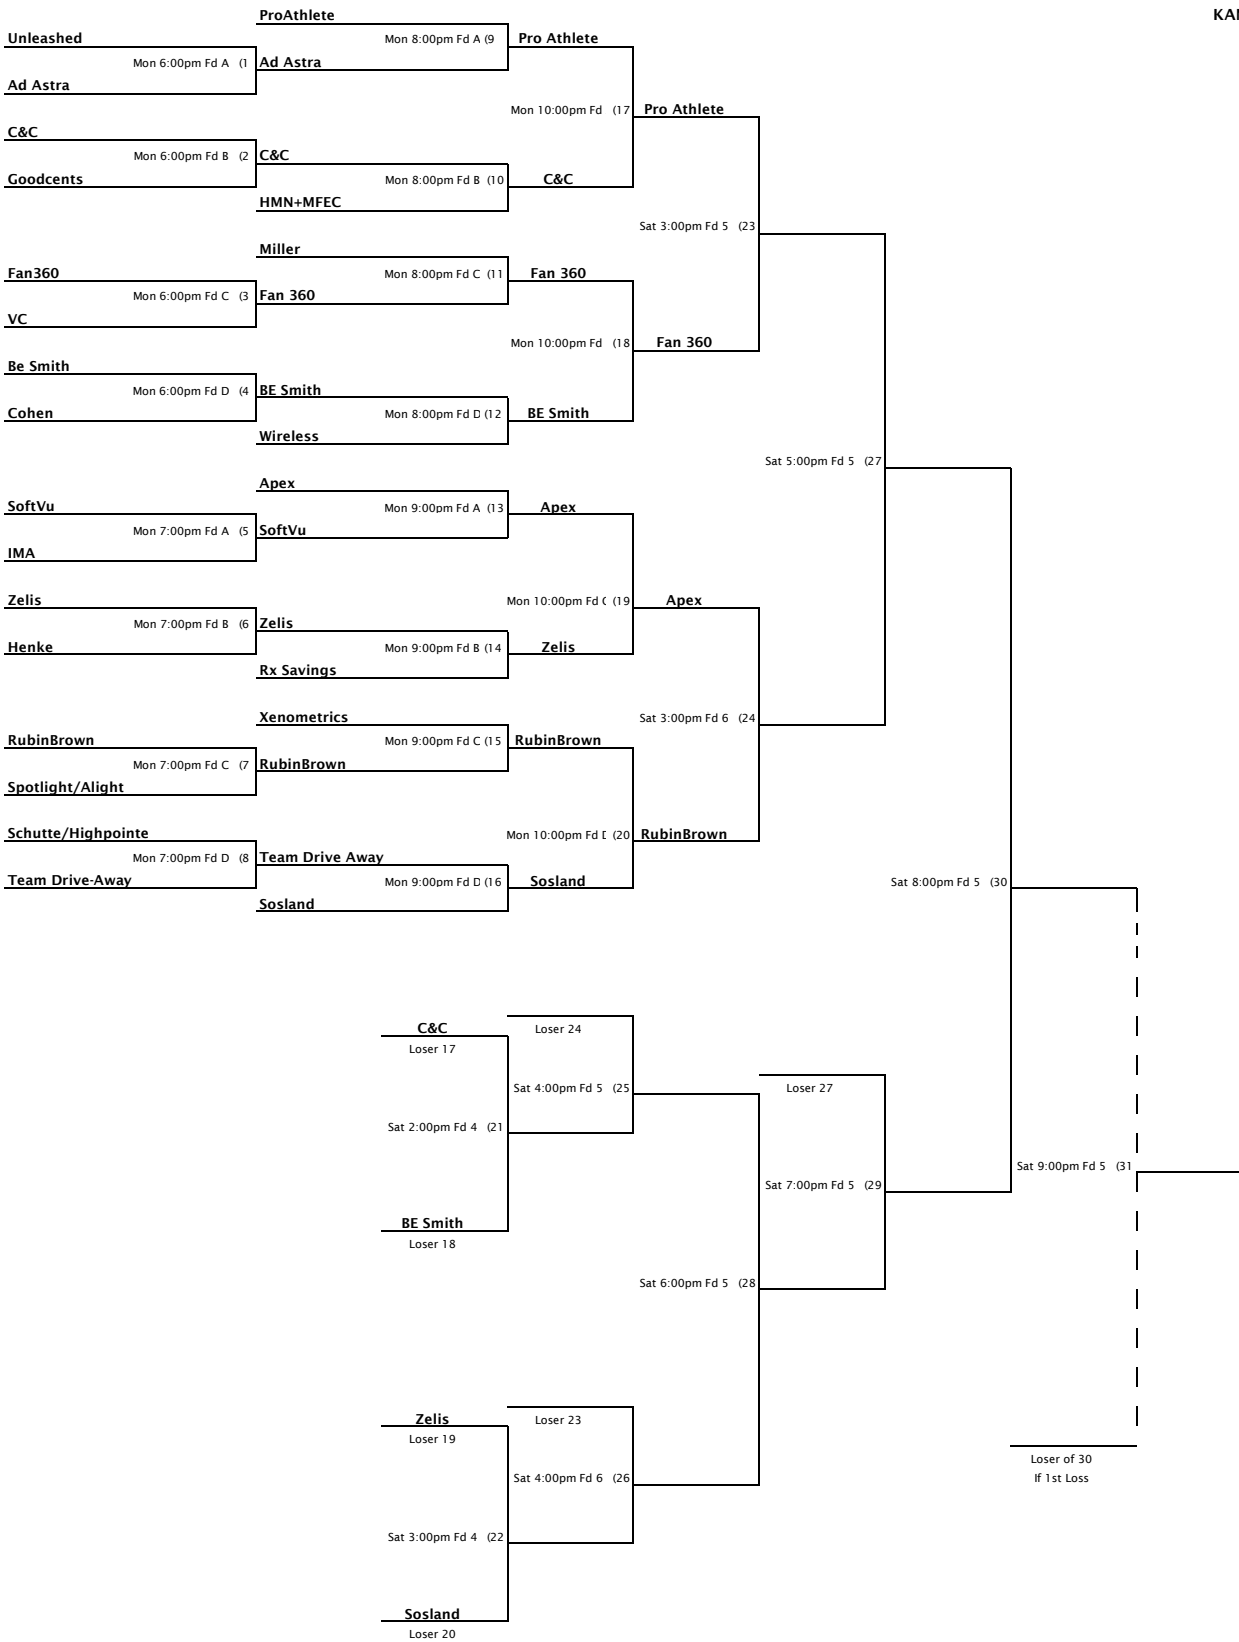 ProAthlete
KAN
Unleashed
Mon 8:00pm Fd A (9
Pro Athlete
Mon 6:00pm Fd A (1
Ad Astra
Ad Astra
Mon 10:00pm Fd (17
Pro Athlete
C&C
Mon 6:00pm Fd B (2
C&C
Goodcents
Mon 8:00pm Fd B (10
C&C
HMN+MFEC
Sat 3:00pm Fd 5 (23
Miller
Fan360
Mon 8:00pm Fd C (11
Fan 360
Mon 6:00pm Fd C (3
Fan 360
VC
Mon 10:00pm Fd (18
Fan 360
Be Smith
Mon 6:00pm Fd D (4
BE Smith
Cohen
Mon 8:00pm Fd D (12
BE Smith
Wireless
Sat 5:00pm Fd 5 (27
Apex
SoftVu
Mon 9:00pm Fd A (13
Apex
Mon 7:00pm Fd A (5
SoftVu
IMA
Zelis
Mon 10:00pm Fd C (19
Apex
Mon 7:00pm Fd B (6
Zelis
Henke
Mon 9:00pm Fd B (14
Zelis
Rx Savings
Xenometrics
Sat 3:00pm Fd 6 (24
RubinBrown
Mon 9:00pm Fd C (15
RubinBrown
Mon 7:00pm Fd C (7
RubinBrown
Spotlight/Alight
Schutte/Highpointe
Mon 10:00pm Fd D (20
RubinBrown
Mon 7:00pm Fd D (8
Team Drive Away
Team Drive-Away
Mon 9:00pm Fd D (16
Sosland
Sat 8:00pm Fd 5 (30
Sosland
C&C
Loser 24
Loser 17
Sat 4:00pm Fd 5 (25
Loser 27
Sat 2:00pm Fd 4 (21
Sat 9:00pm Fd 5 (31
Sat 7:00pm Fd 5 (29
BE Smith
Loser 18
Sat 6:00pm Fd 5 (28
Zelis
Loser 23
Loser 19
Loser of 30
Sat 4:00pm Fd 6 (26
If 1st Loss
Sat 3:00pm Fd 4 (22
Sosland
Loser 20